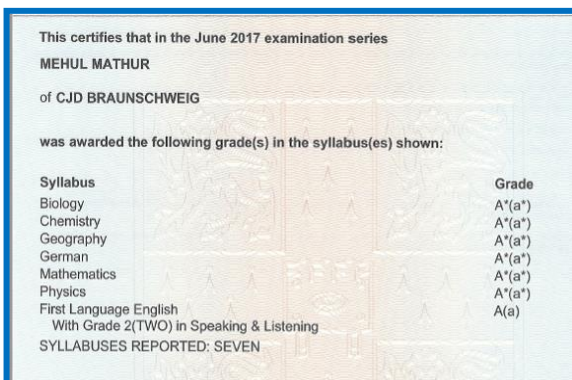 This certifies that in the June 2017 examination series
MEHUL MATHUR
of CJD BRAUNSCHWEIG
was awarded the following grade(s) in the syllabus(es) shown:
Syllabus Grade
Biology A*(a*)
Chemistry A*(a*)
Geography A*(a*)
German A*(a*)
Mathematics A*(a*)
Physics A*(a*)
First Language English A(a)
With Grade 2(TWO) in Speaking & Listening
SYLLABUSES REPORTED: SEVEN